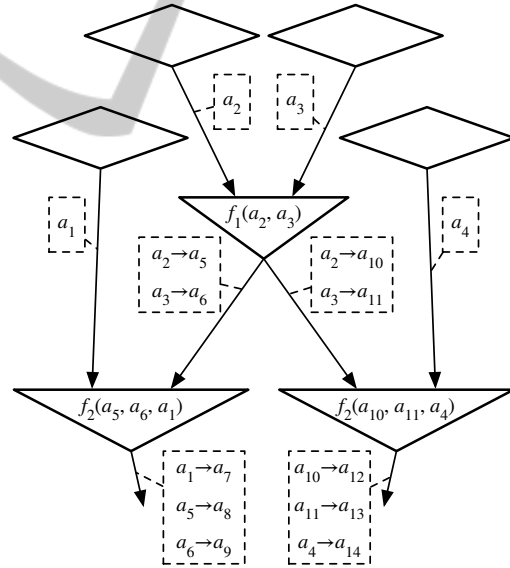 a₂
a₃
a₁
f₁(a₂, a₃)
a₄
a₂→a₅
a₃→a₆
a₂→a₁₀
a₃→a₁₁
f₂(a₅, a₆, a₁)
f₂(a₁₀, a₁₁, a₄)
a₁→a₇
a₅→a₈
a₆→a₉
a₁₀→a₁₂
a₁₁→a₁₃
a₄→a₁₄